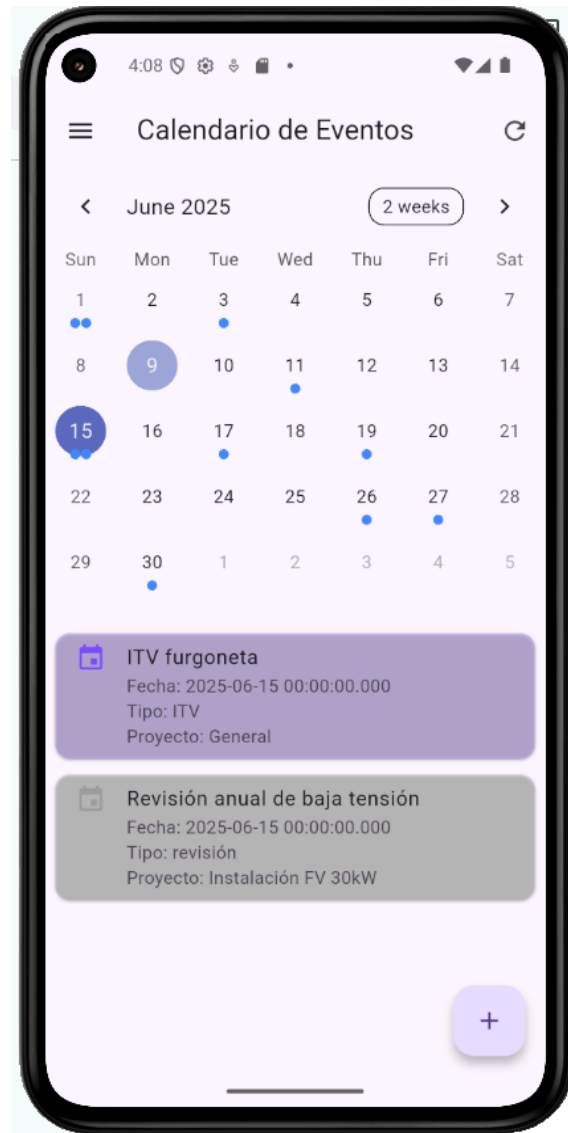 4:08
Calendario de Eventos
June 2025
2 weeks
Sun Mon Tue Wed Thu Fri Sat
1 2 3 4 5 6 7
8 9 10 11 12 13 14
15 16 17 18 19 20 21
22 23 24 25 26 27 28
29 30 1 2 3 4 5
ITV furgoneta
Fecha: 2025-06-15 00:00:00.000
Tipo: ITV
Proyecto: General
Revisión anual de baja tensión
Fecha: 2025-06-15 00:00:00.000
Tipo: revisión
Proyecto: Instalación FV 30kW
+